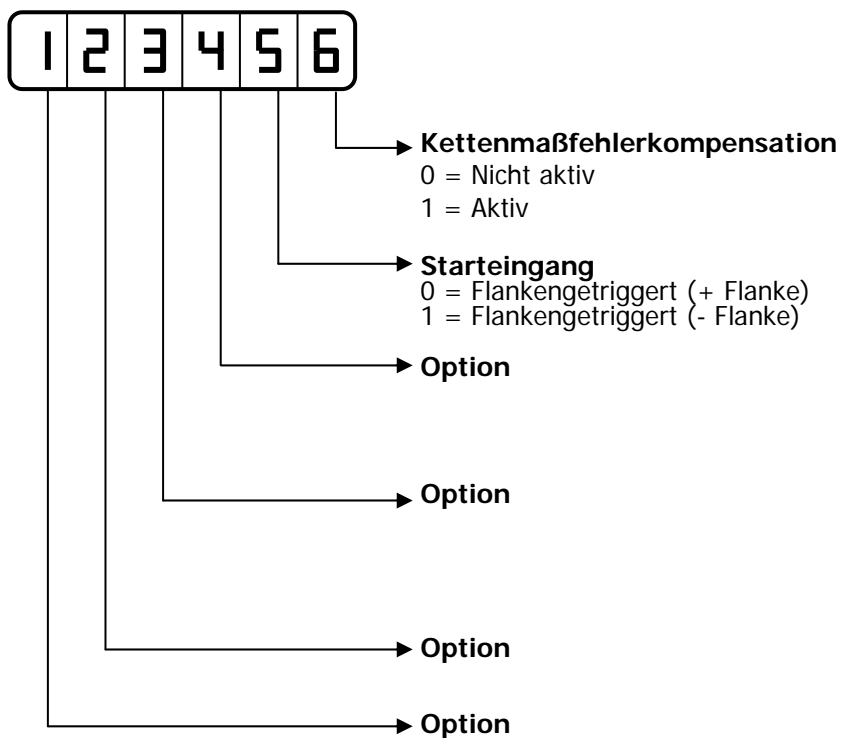 1 2 3 4 5 6
Kettenmaßfehlerkompensation
0 = Nicht aktiv
1 = Aktiv
Starteingang
0 = Flankengetriggert (+ Flanke)
1 = Flankengetriggert (- Flanke)
Option
Option
Option
Option